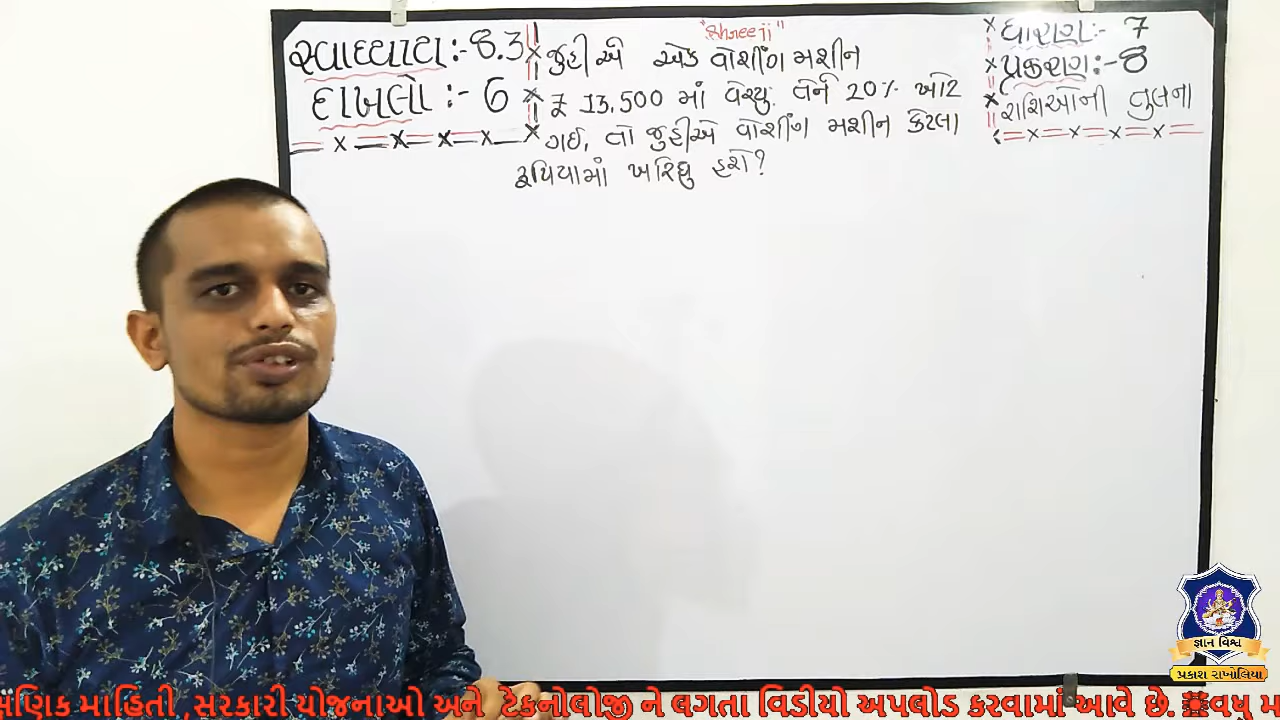 "Shreeji"
સ્વાધ્યાય:-8.3
દાખલો :- 6
જુહીએ એક વોશીંગ મશીન
₹ 13,500 માં વેચ્યુ. તેને 20% ખોટ
ગઈ, તો જુહીએ વોશીંગ મશીન કેટલા
રૂપિયામાં ખરિદ્યુ હશે?
ધોરણ:- 7
પ્રકરણ:-8
રાશિઓની તુલના
જ્ઞાન વિશ્વ
પ્રકાશ રાખોલિયા
માહિતી ,સરકારી યોજનાઓ અને ટેકનોલોજી ને લગતા વિડીયો અપલોડ કરવામાં આવે છે.